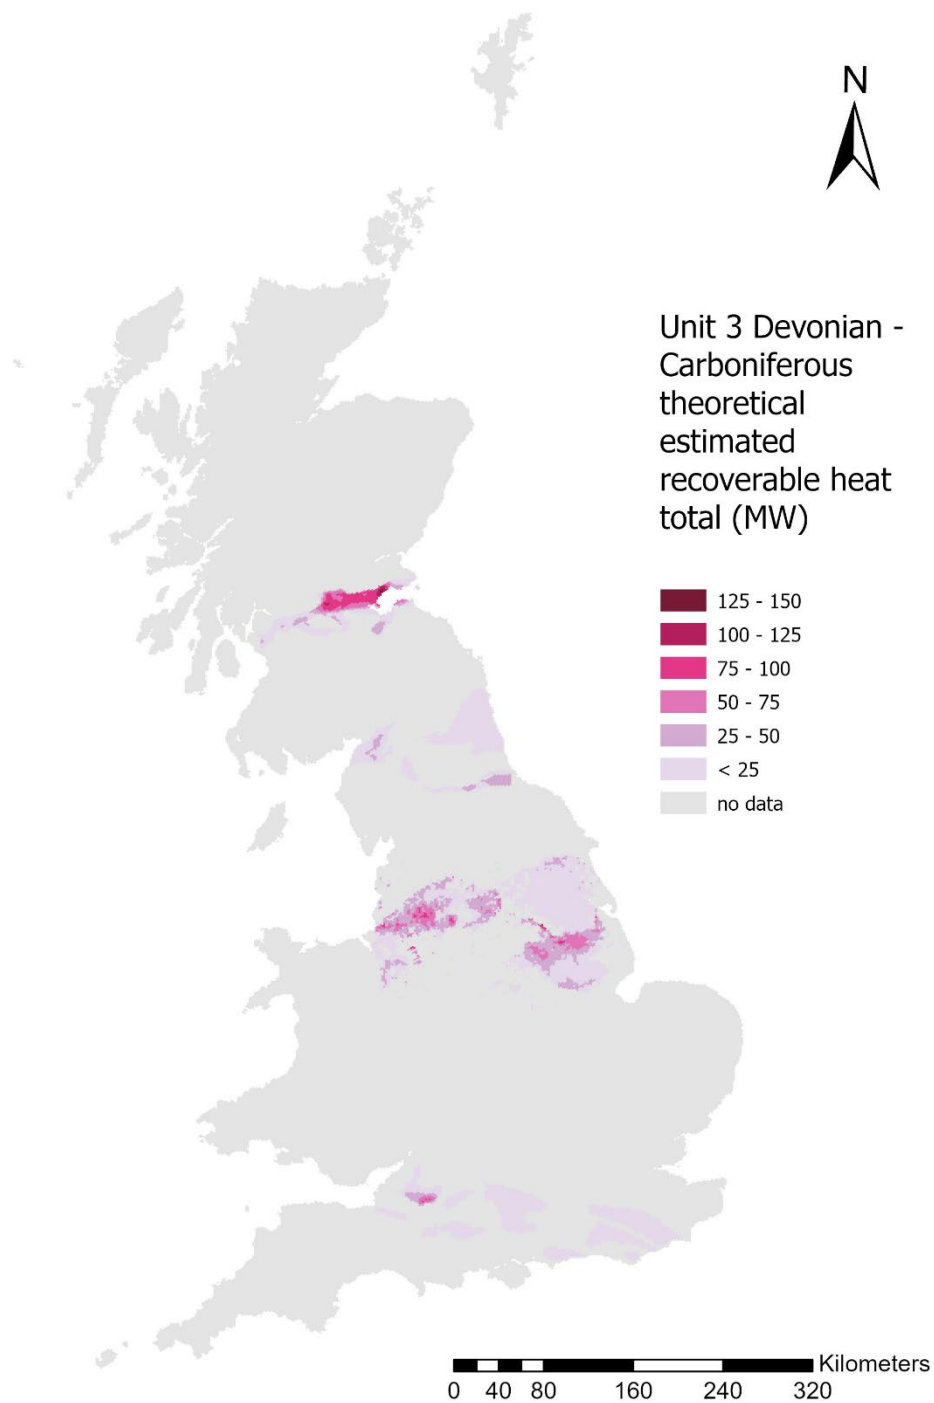 N
Unit 3 Devonian -
Carboniferous
theoretical
estimated
recoverable heat
total (MW)
125 - 150
100 - 125
75 - 100
50 - 75
25 - 50
< 25
no data
Kilometers
0 40 80 160 240 320